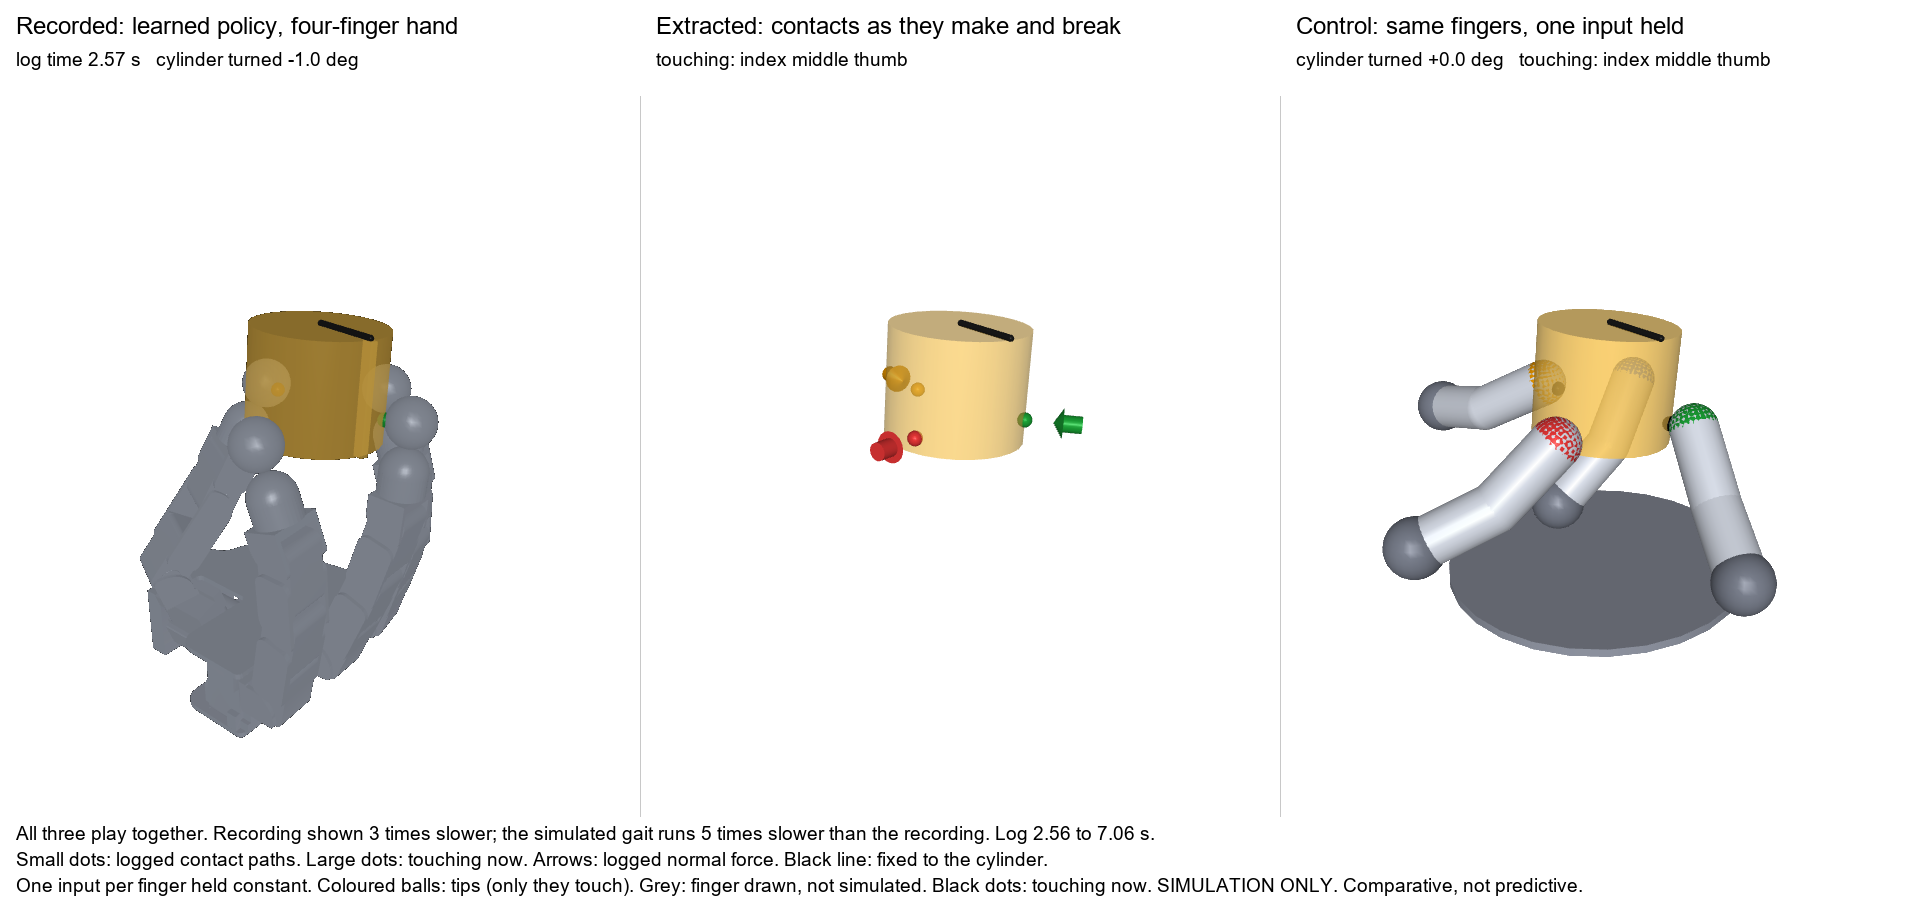 Recorded: learned policy, four-finger hand
log time 2.57 s   cylinder turned -1.0 deg
Extracted: contacts as they make and break
touching: index middle thumb
Control: same fingers, one input held
cylinder turned +0.0 deg   touching: index middle thumb
All three play together. Recording shown 3 times slower; the simulated gait runs 5 times slower than the recording. Log 2.56 to 7.06 s.
Small dots: logged contact paths. Large dots: touching now. Arrows: logged normal force. Black line: fixed to the cylinder.
One input per finger held constant. Coloured balls: tips (only they touch). Grey: finger drawn, not simulated. Black dots: touching now. SIMULATION ONLY. Comparative, not predictive.